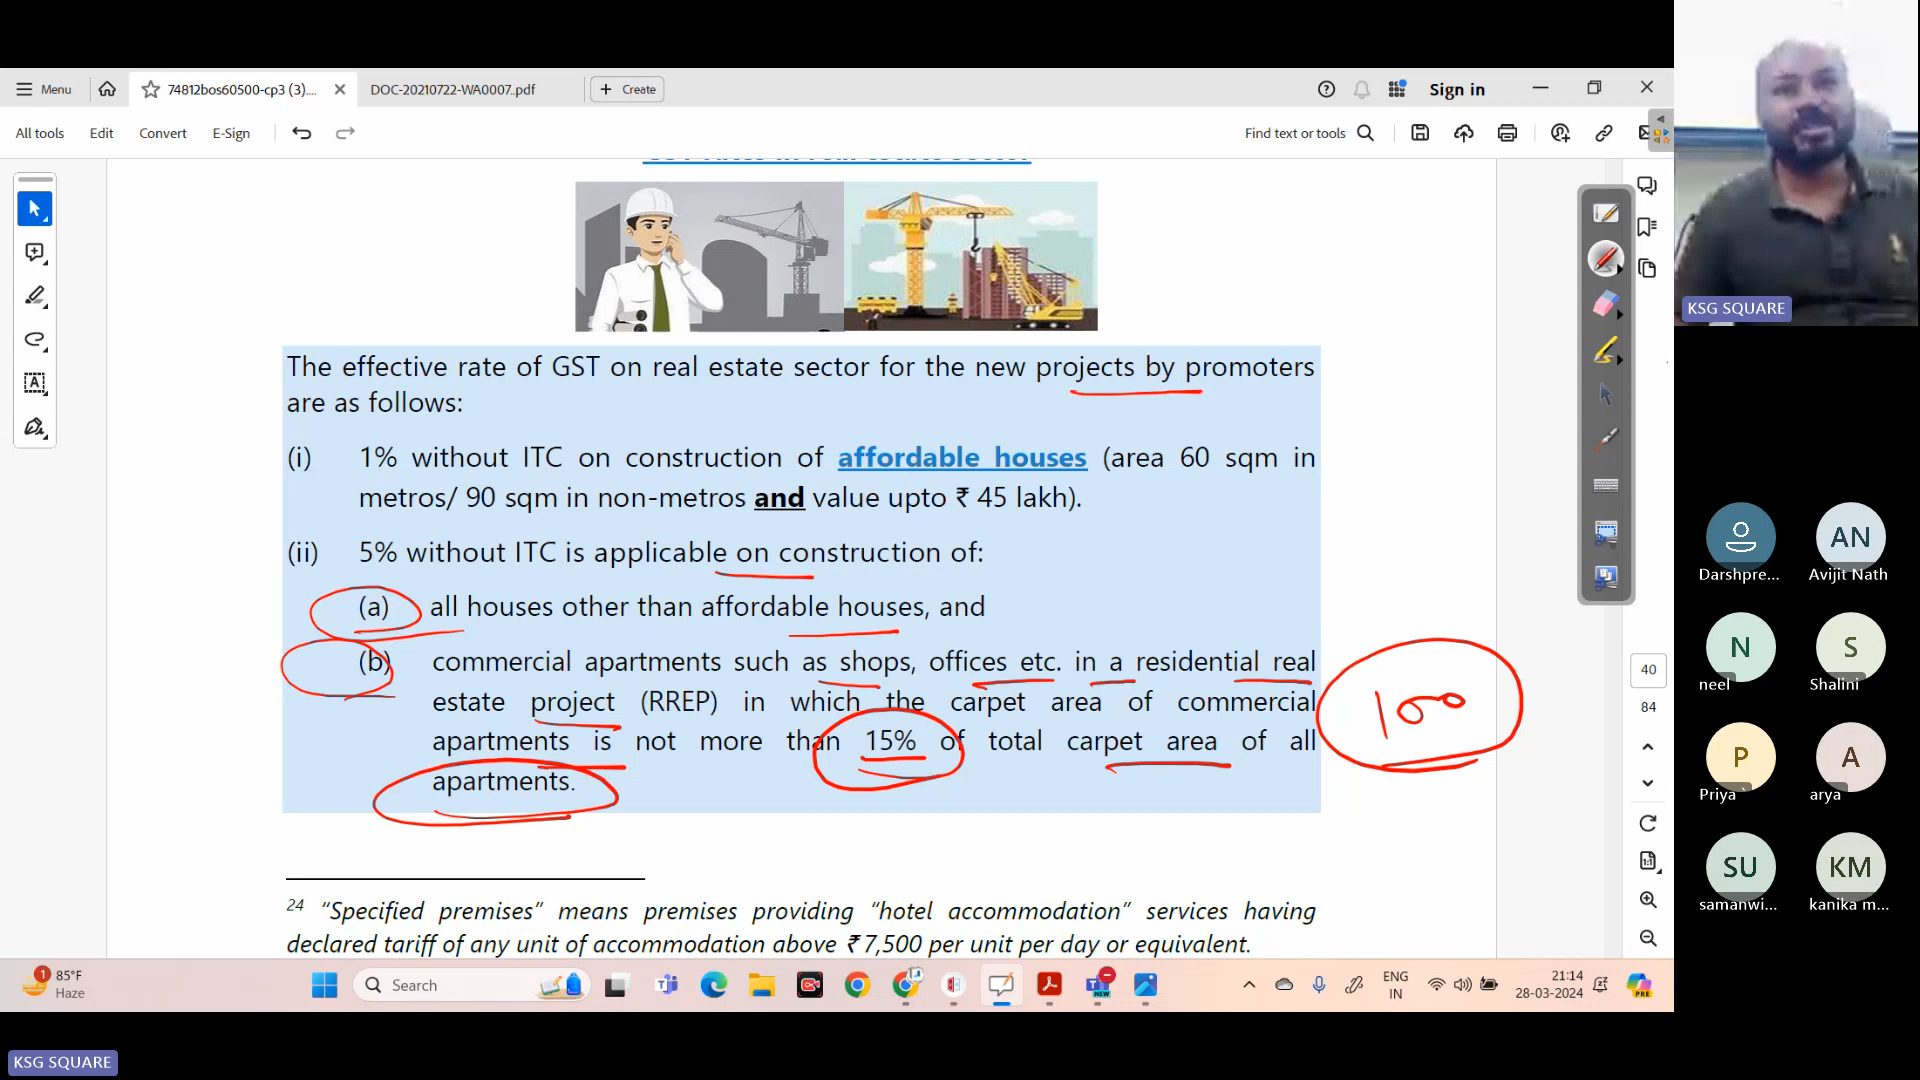 Menu
74812bos60500-cp3 (3)....
DOC-20210722-WA0007..pdf
Create
Sign in
All tools
Edit
Convert
E-Sign
Find text or tools
KSG SQUARE
The effective rate of GST on real estate sector for the new projects by promoters
are as follows:
(i) 1% without ITC on construction of affordable houses (area 60 sqm in
metros/ 90 sqm in non-metros and value upto ₹ 45 lakh).
(ii) 5% without ITC is applicable on construction of:
(a) all houses other than affordable houses, and
(b) commercial apartments such as shops, offices etc. in a residential real
estate project (RREP) in which the carpet area of commercial
apartments is not more than 15% of total carpet area of all
apartments.
100
40
84
24 “Specified premises” means premises providing “hotel accommodation” services having
declared tariff of any unit of accommodation above ₹ 7,500 per unit per day or equivalent.
Darshpre...
AN
Avijit Nath
N
neel
S
Shalini
P
Priya `
A
arya
SU
samanwi...
KM
kanika m...
1
85°F
Haze
Search
NEW
ENG
IN
21:14
28-03-2024
PRE
KSG SQUARE